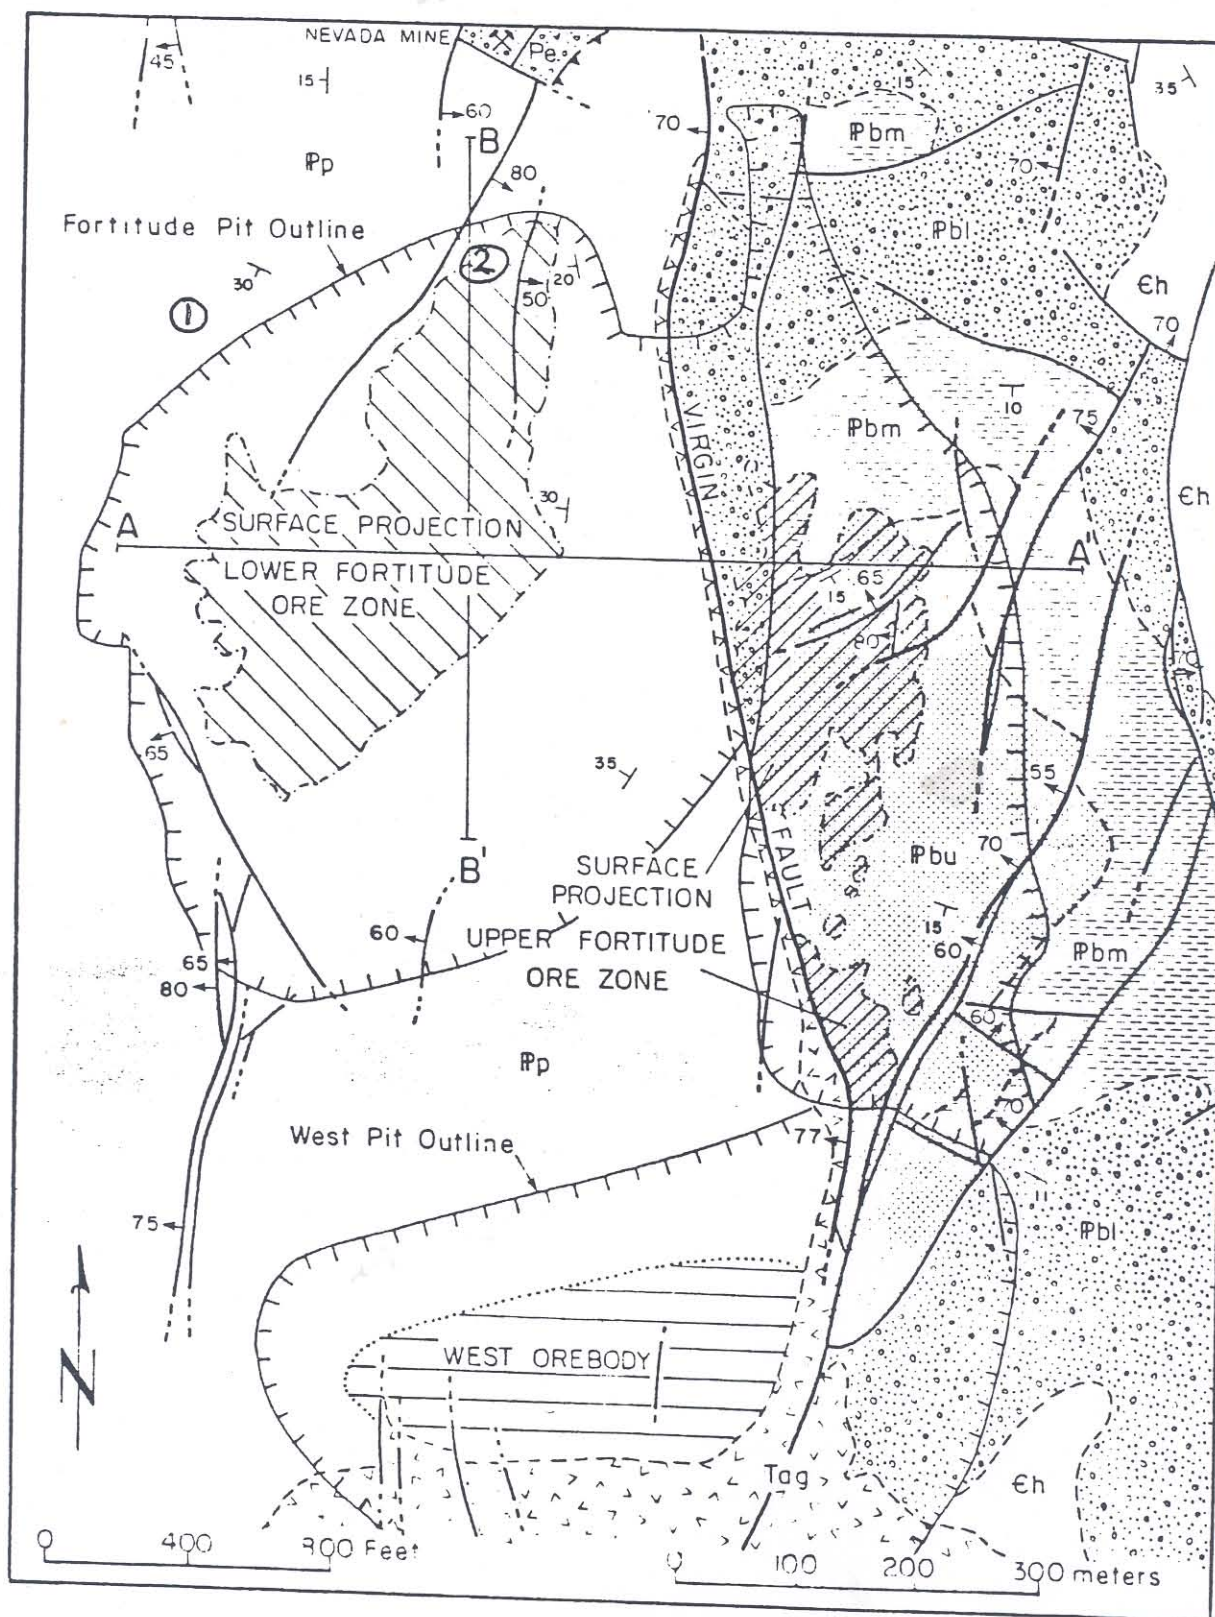 NEVADA MINE
Pe
45
15
60
B
80
ℙp
70
15
35
ℙbm
70
ℙbl
Fortitude Pit Outline
30
①
②
50
20
Єh
70
VIRGIN
ℙbm
10
75
Єh
30
A
SURFACE PROJECTION
A'
LOWER FORTITUDE
ORE ZONE
65
15
80
70
65
35
55
FAULT
B'
SURFACE
PROJECTION
ℙbu
70
60
UPPER FORTITUDE
ORE ZONE
15
60
ℙbm
65
80
60
ℙp
West Pit Outline
77
11
75
ℙbl
N
WEST OREBODY
Tag
Єh
0 400 800 Feet
0 100 200 300 meters